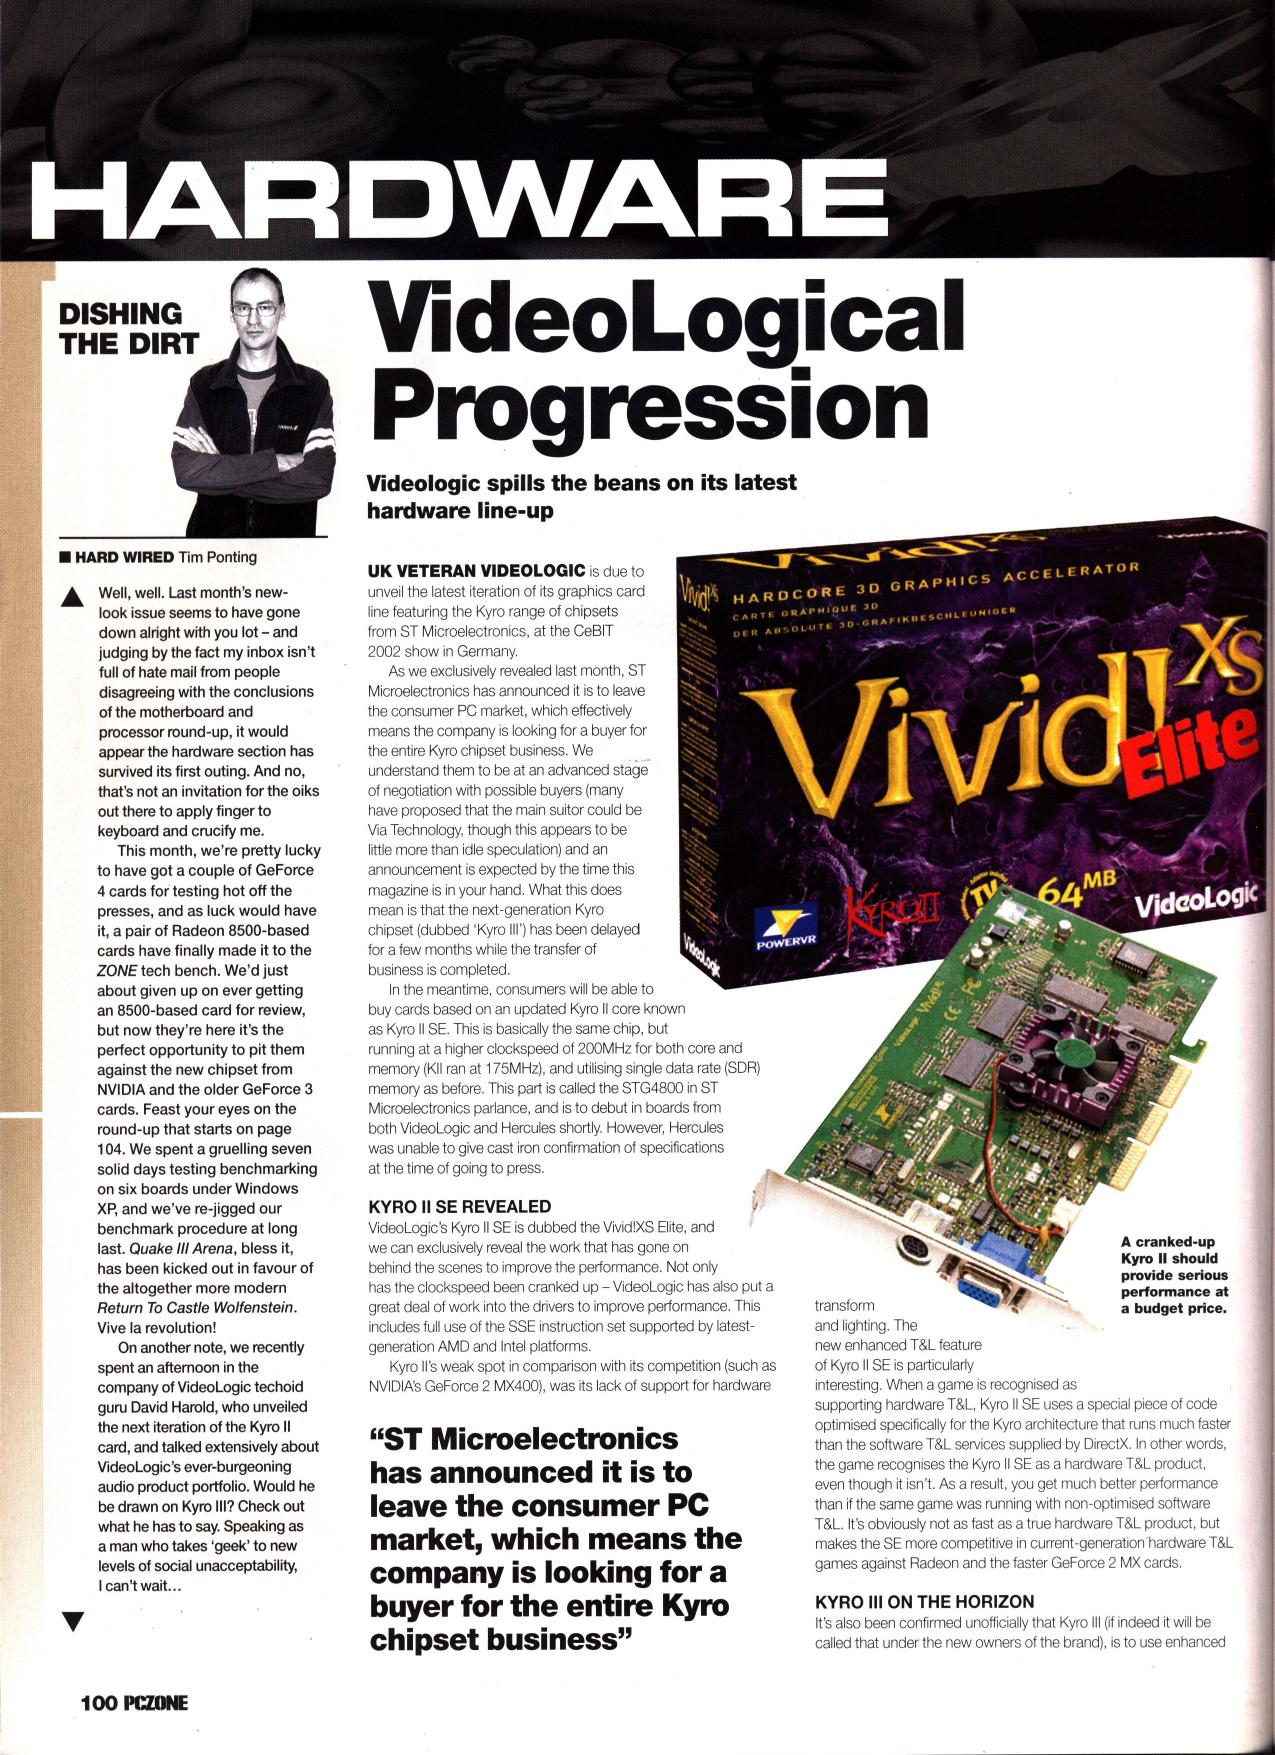 HARDWARE
DISHING
THE DIRT
■ HARD WIRED Tim Ponting
▲ Well, well. Last month's new-
look issue seems to have gone
down alright with you lot – and
judging by the fact my inbox isn't
full of hate mail from people
disagreeing with the conclusions
of the motherboard and
processor round-up, it would
appear the hardware section has
survived its first outing. And no,
that's not an invitation for the oiks
out there to apply finger to
keyboard and crucify me.
This month, we're pretty lucky
to have got a couple of GeForce
4 cards for testing hot off the
presses, and as luck would have
it, a pair of Radeon 8500-based
cards have finally made it to the
ZONE tech bench. We'd just
about given up on ever getting
an 8500-based card for review,
but now they're here it's the
perfect opportunity to pit them
against the new chipset from
NVIDIA and the older GeForce 3
cards. Feast your eyes on the
round-up that starts on page
104. We spent a gruelling seven
solid days testing benchmarking
on six boards under Windows
XP, and we've re-jigged our
benchmark procedure at long
last. Quake III Arena, bless it,
has been kicked out in favour of
the altogether more modern
Return To Castle Wolfenstein.
Vive la revolution!
On another note, we recently
spent an afternoon in the
company of VideoLogic techoid
guru David Harold, who unveiled
the next iteration of the Kyro II
card, and talked extensively about
VideoLogic's ever-burgeoning
audio product portfolio. Would he
be drawn on Kyro III? Check out
what he has to say. Speaking as
a man who takes 'geek' to new
levels of social unacceptability,
I can't wait...
▼
VideoLogical
Progression
Videologic spills the beans on its latest
hardware line-up
UK VETERAN VIDEOLOGIC is due to
unveil the latest iteration of its graphics card
line featuring the Kyro range of chipsets
from ST Microelectronics, at the CeBIT
2002 show in Germany.
As we exclusively revealed last month, ST
Microelectronics has announced it is to leave
the consumer PC market, which effectively
means the company is looking for a buyer for
the entire Kyro chipset business. We
understand them to be at an advanced stage
of negotiation with possible buyers (many
have proposed that the main suitor could be
Via Technology, though this appears to be
little more than idle speculation) and an
announcement is expected by the time this
magazine is in your hand. What this does
mean is that the next-generation Kyro
chipset (dubbed 'Kyro III') has been delayed
for a few months while the transfer of
business is completed.
In the meantime, consumers will be able to
buy cards based on an updated Kyro II core known
as Kyro II SE. This is basically the same chip, but
running at a higher clockspeed of 200MHz for both core and
memory (KII ran at 175MHz), and utilising single data rate (SDR)
memory as before. This part is called the STG4800 in ST
Microelectronics parlance, and is to debut in boards from
both VideoLogic and Hercules shortly. However, Hercules
was unable to give cast iron confirmation of specifications
at the time of going to press.
KYRO II SE REVEALED
VideoLogic's Kyro II SE is dubbed the Vivid!XS Elite, and
we can exclusively reveal the work that has gone on
behind the scenes to improve the performance. Not only
has the clockspeed been cranked up – VideoLogic has also put a
great deal of work into the drivers to improve performance. This
includes full use of the SSE instruction set supported by latest-
generation AMD and Intel platforms.
Kyro II's weak spot in comparison with its competition (such as
NVIDIA's GeForce 2 MX400), was its lack of support for hardware
"ST Microelectronics
has announced it is to
leave the consumer PC
market, which means the
company is looking for a
buyer for the entire Kyro
chipset business"
Vivid!XS
VideoLogic
Vivid!XS
HARDCORE 3D GRAPHICS ACCELERATOR
CARTE GRAPHIQUE 3D
DER ABSOLUTE 3D-GRAFIKBESCHLEUNIGER
Vivid!XS
Elite
POWERVR
KYRO II
TV
64MB
VideoLogic
VideoLogic
Vivid!
CE FC
A cranked-up
Kyro II should
provide serious
performance at
a budget price.
transform
and lighting. The
new enhanced T&L feature
of Kyro II SE is particularly
interesting. When a game is recognised as
supporting hardware T&L, Kyro II SE uses a special piece of code
optimised specifically for the Kyro architecture that runs much faster
than the software T&L services supplied by DirectX. In other words,
the game recognises the Kyro II SE as a hardware T&L product,
even though it isn't. As a result, you get much better performance
than if the same game was running with non-optimised software
T&L. It's obviously not as fast as a true hardware T&L product, but
makes the SE more competitive in current-generation hardware T&L
games against Radeon and the faster GeForce 2 MX cards.
KYRO III ON THE HORIZON
It's also been confirmed unofficially that Kyro III (if indeed it will be
called that under the new owners of the brand), is to use enhanced
100 PCZONE